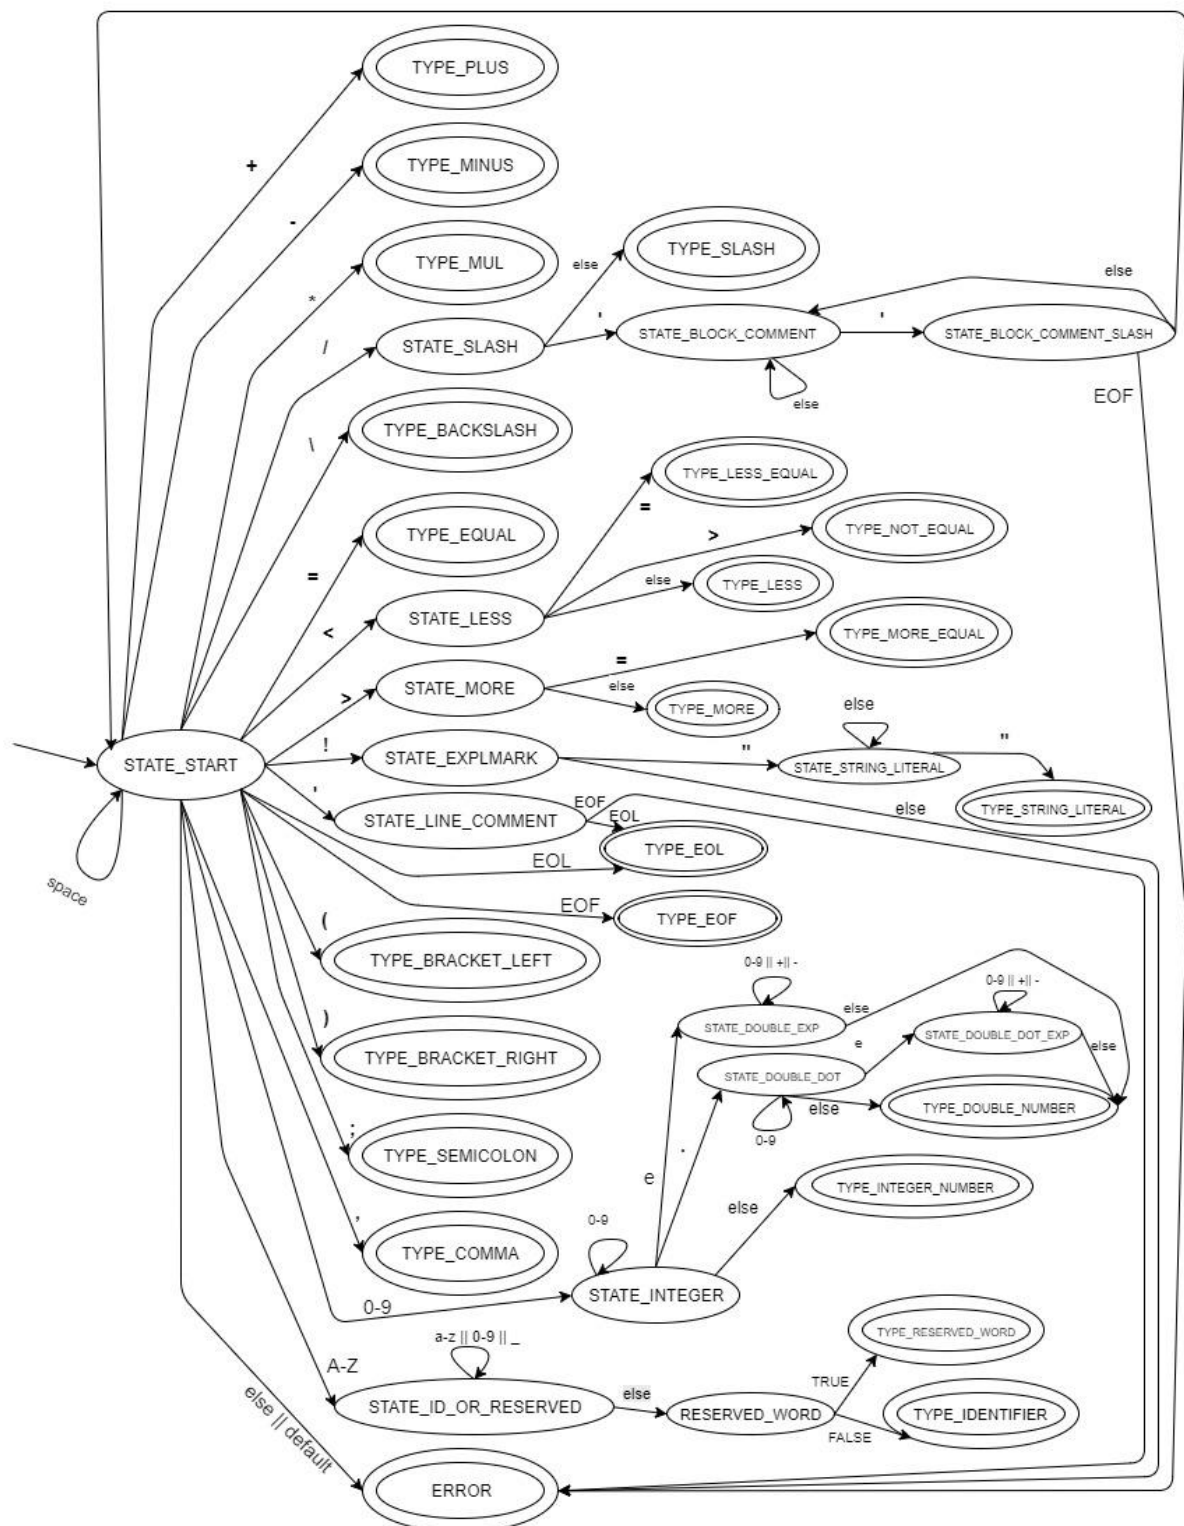 TYPE_PLUS
+
TYPE_MINUS
-
TYPE_MUL
*
TYPE_SLASH
else
else
/
STATE_SLASH
'
STATE_BLOCK_COMMENT
'
STATE_BLOCK_COMMENT_SLASH
else
EOF
\
TYPE_BACKSLASH
TYPE_LESS_EQUAL
=
TYPE_EQUAL
=
>
TYPE_NOT_EQUAL
else
TYPE_LESS
<
STATE_LESS
TYPE_MORE_EQUAL
=
>
STATE_MORE
else
TYPE_MORE
else
!
STATE_EXPLMARK
"
STATE_STRING_LITERAL
"
STATE_START
'
STATE_LINE_COMMENT
EOF
EOL
else
TYPE_STRING_LITERAL
EOL
TYPE_EOL
space
EOF
TYPE_EOF
(
TYPE_BRACKET_LEFT
0-9 || +|| -
0-9 || +|| -
)
TYPE_BRACKET_RIGHT
STATE_DOUBLE_EXP
else
e
STATE_DOUBLE_DOT_EXP
else
STATE_DOUBLE_DOT
else
TYPE_DOUBLE_NUMBER
0-9
;
TYPE_SEMICOLON
.
e
else
TYPE_INTEGER_NUMBER
,
TYPE_COMMA
0-9
0-9
STATE_INTEGER
a-z || 0-9 || _
TYPE_RESERVED_WORD
A-Z
TRUE
STATE_ID_OR_RESERVED
else
RESERVED_WORD
TYPE_IDENTIFIER
FALSE
else || default
ERROR